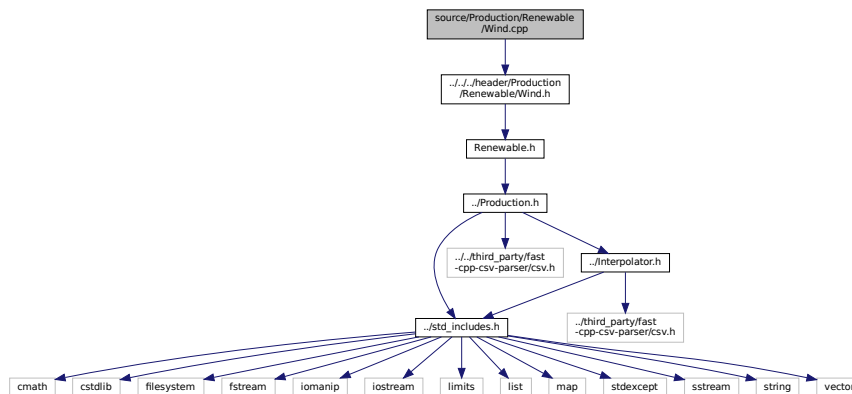 source/Production/Renewable
/Wind.cpp
../../../header/Production
/Renewable/Wind.h
Renewable.h
../Production.h
../../third_party/fast
-cpp-csv-parser/csv.h
../Interpolator.h
../third_party/fast
-cpp-csv-parser/csv.h
../std_includes.h
cmath
cstdlib
filesystem
fstream
iomanip
iostream
limits
list
map
stdexcept
sstream
string
vector